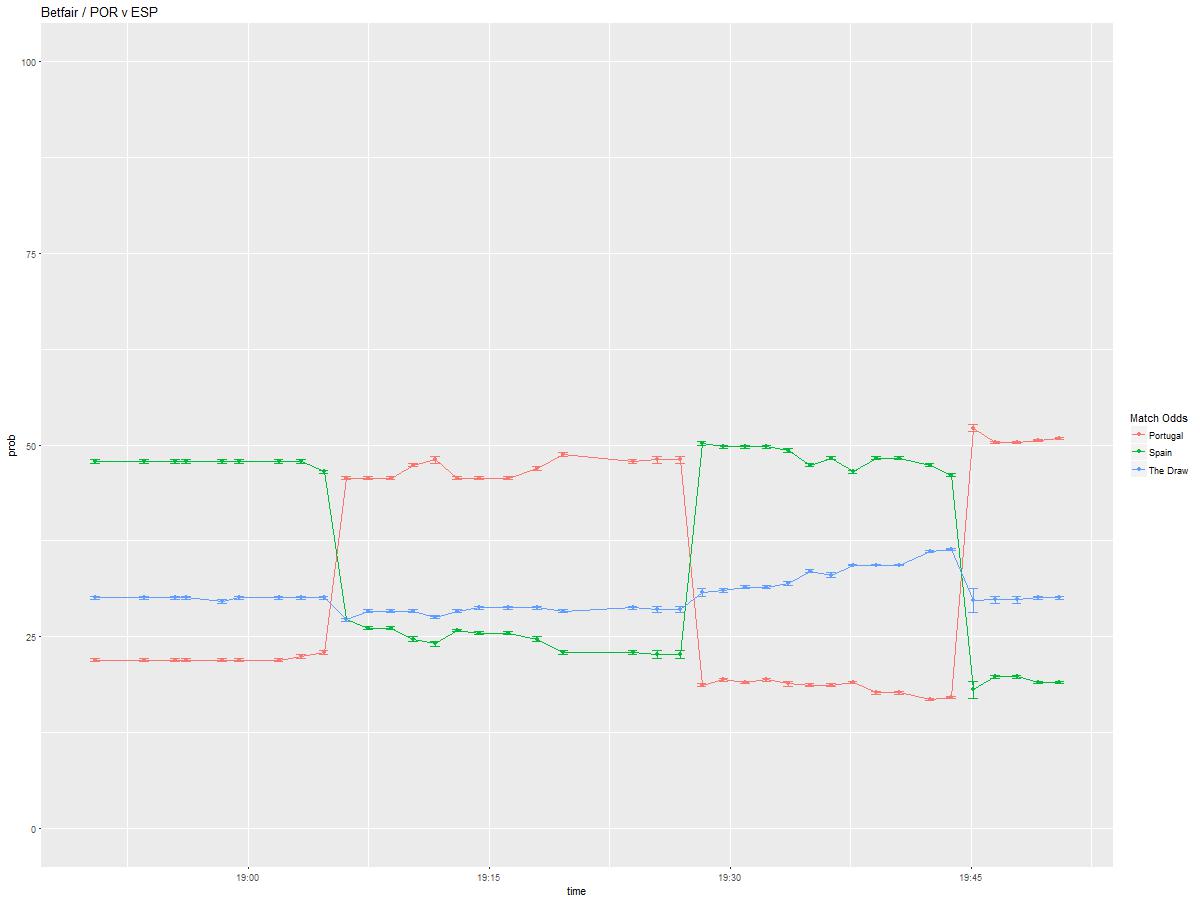 Betfair / POR v ESP
100
75
50
25
0
prob
19:00
19:15
19:30
19:45
time
Match Odds
Portugal
Spain
The Draw